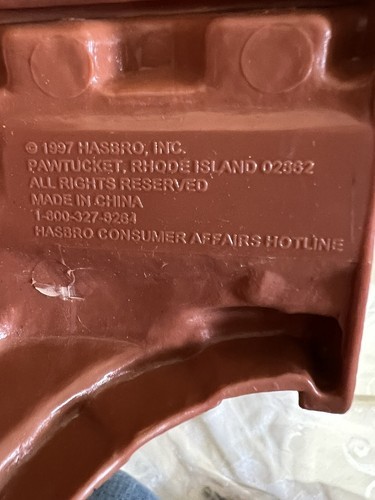 © 1997 HASBRO, INC.
PAWTUCKET, RHODE ISLAND 02862
ALL RIGHTS RESERVED
MADE IN CHINA
1-800-327-8264
HASBRO CONSUMER AFFAIRS HOTLINE